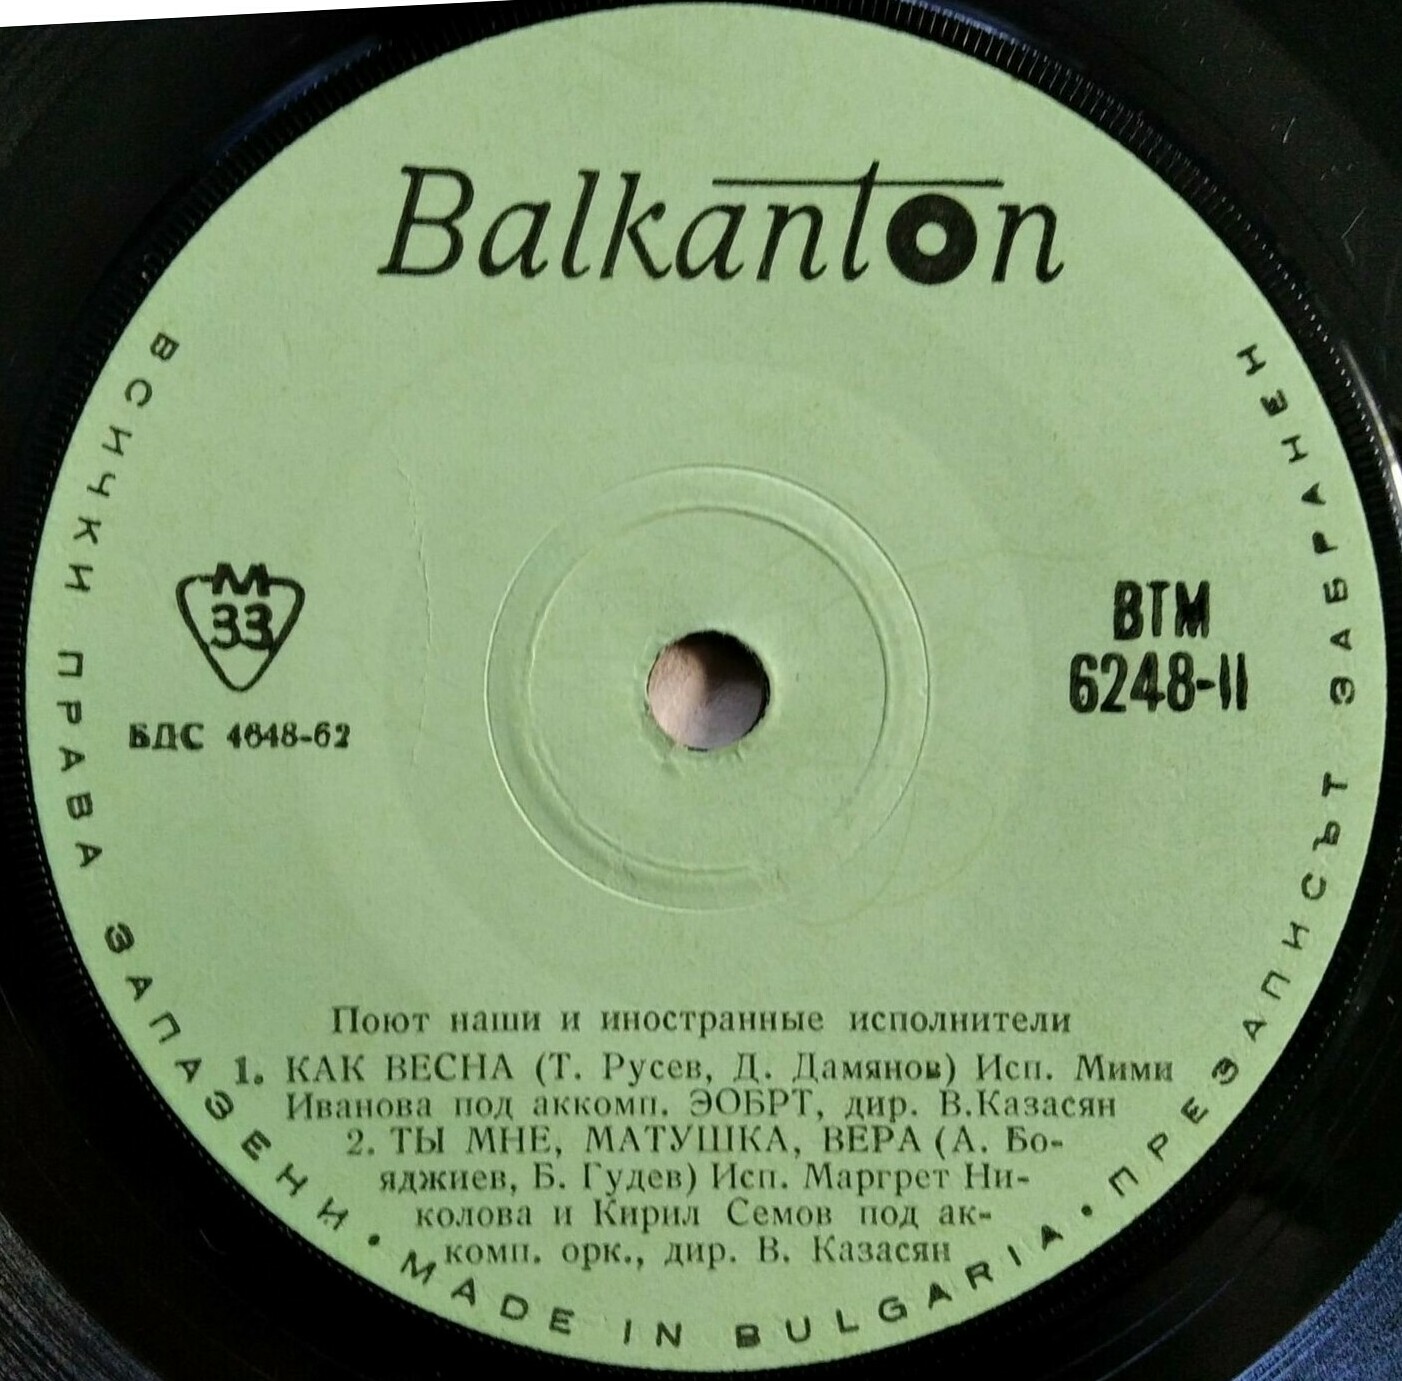 Balkanton
ВСИЧКИ ПРАВА ЗАПАЗЕНИ • MADE IN BULGARIA • ПРЕЗАПИСЪТ ЗАБРАНЕН
М
33
БДС 4648-62
ВТМ
6248-II
Поют наши и иностранные исполнители
1. КАК ВЕСНА (Т. Русев, Д. Дамянов) Исп. Мими
Иванова под аккомп. ЭОБРТ, дир. В.Казасян
2. ТЫ МНЕ, МАТУШКА, ВЕРА (А. Бо-
яджиев, Б. Гудев) Исп. Маргрет Ни-
колова и Кирил Семов под ак-
комп. орк., дир. В. Казасян